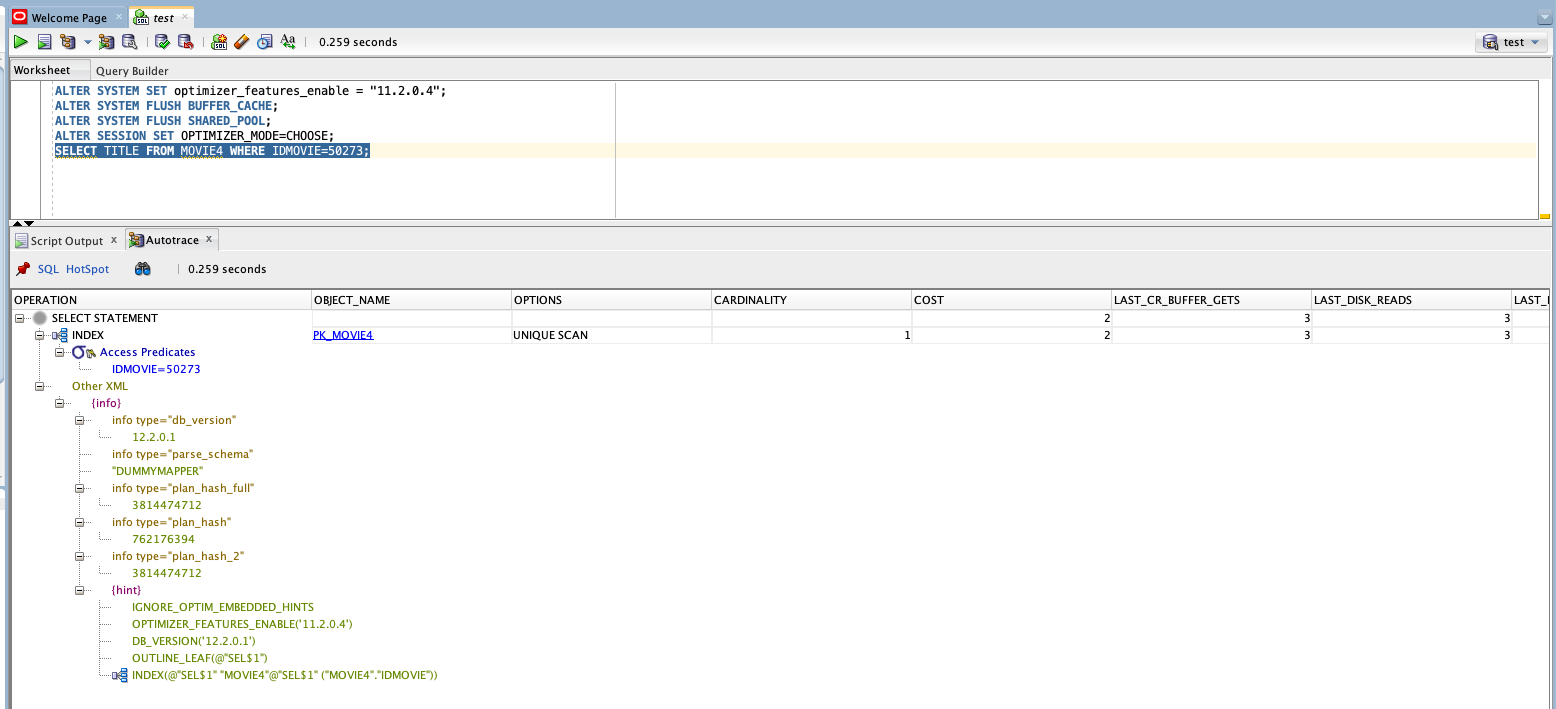 Welcome Page × test ×
0.259 seconds test
Worksheet Query Builder
ALTER SYSTEM SET optimizer_features_enable = "11.2.0.4";
ALTER SYSTEM FLUSH BUFFER_CACHE;
ALTER SYSTEM FLUSH SHARED_POOL;
ALTER SESSION SET OPTIMIZER_MODE=CHOOSE;
SELECT TITLE FROM MOVIE4 WHERE IDMOVIE=50273;
Script Output x Autotrace x
SQL HotSpot 0.259 seconds
OPERATION OBJECT_NAME OPTIONS CARDINALITY COST LAST_CR_BUFFER_GETS LAST_DISK_READS
SELECT STATEMENT 2 3 3
INDEX PK_MOVIE4 UNIQUE SCAN 1 2 3 3
Access Predicates
IDMOVIE=50273
Other XML
{info}
info type="db_version"
12.2.0.1
info type="parse_schema"
"DUMMYMAPPER"
info type="plan_hash_full"
3814474712
info type="plan_hash"
762176394
info type="plan_hash_2"
3814474712
{hint}
IGNORE_OPTIM_EMBEDDED_HINTS
OPTIMIZER_FEATURES_ENABLE('11.2.0.4')
DB_VERSION('12.2.0.1')
OUTLINE_LEAF(@"SEL$1")
INDEX(@"SEL$1" "MOVIE4"@"SEL$1" ("MOVIE4"."IDMOVIE"))